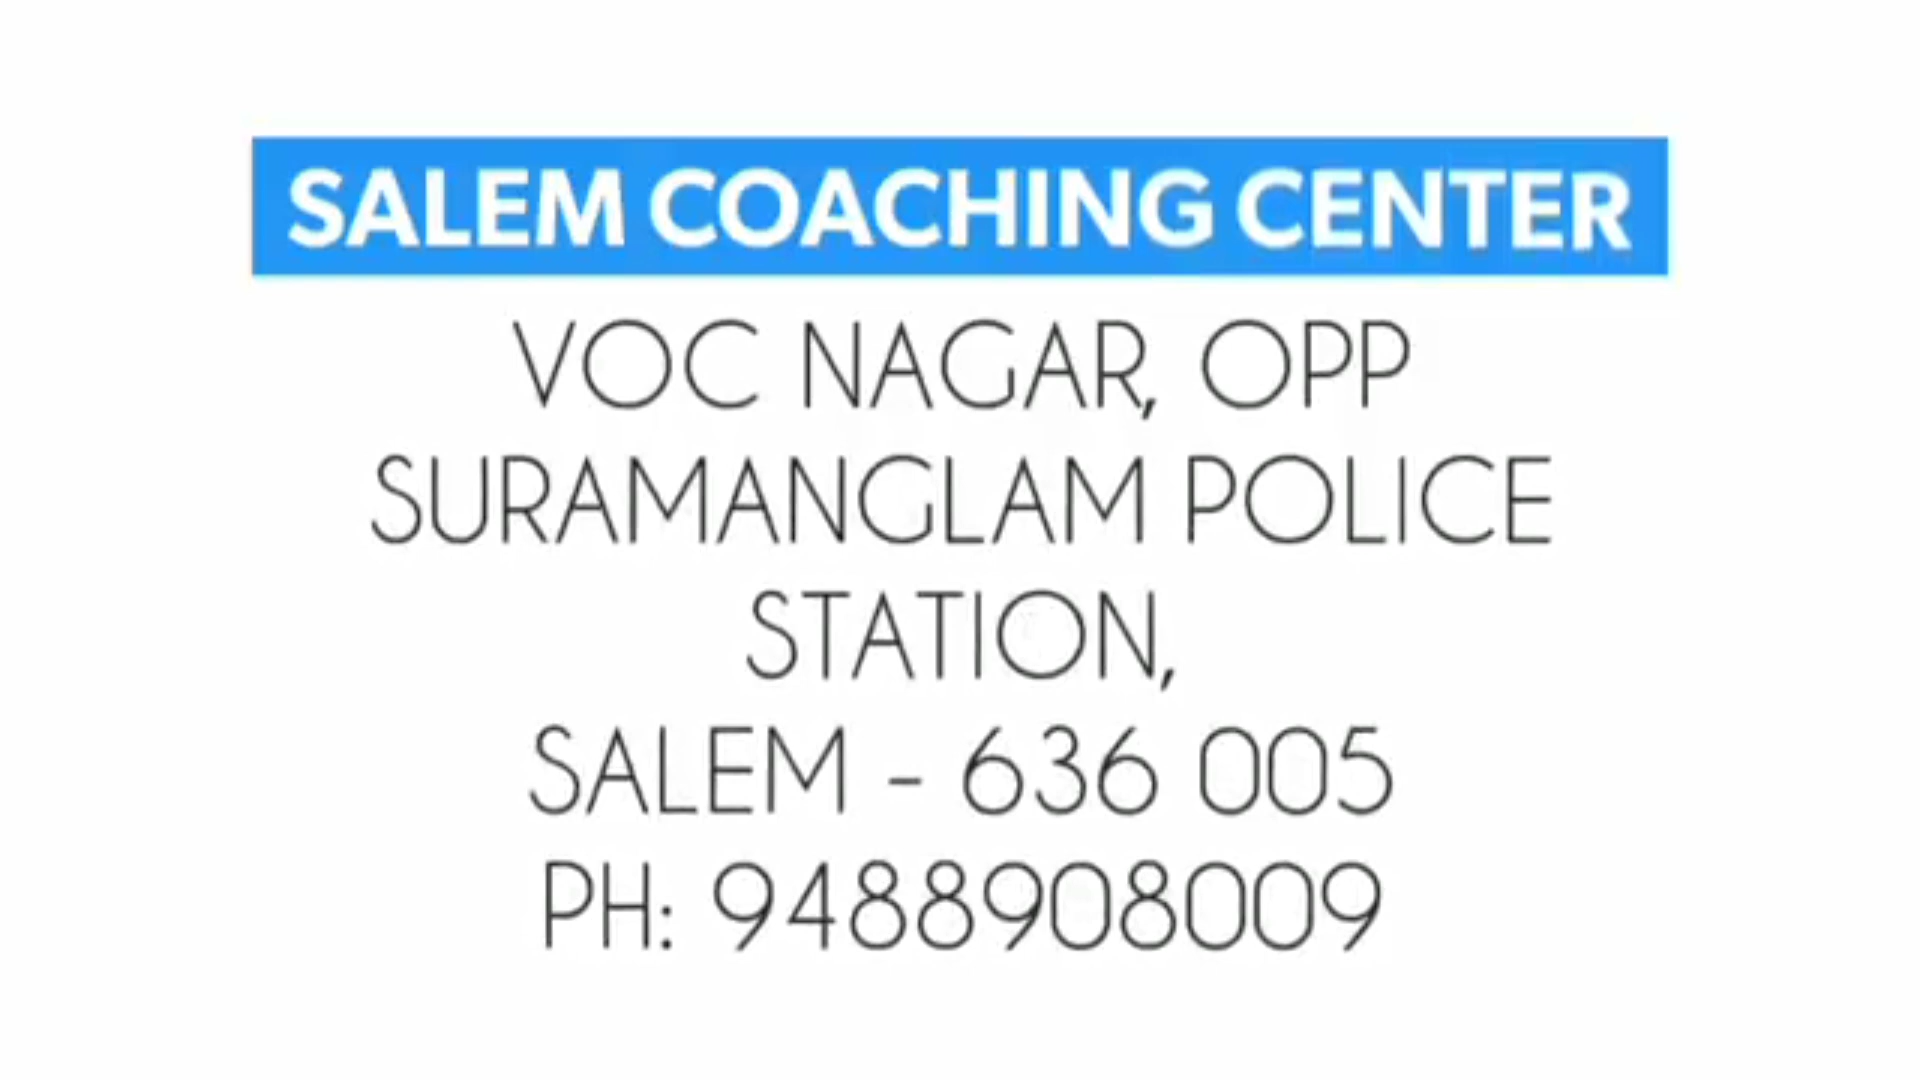 SALEM COACHING CENTER
VOC NAGAR, OPP
SURAMANGLAM POLICE
STATION,
SALEM - 636 005
PH: 9488908009